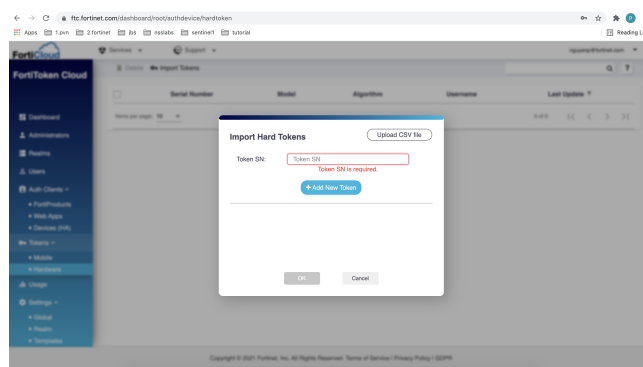 ftc.fortinet.com/dashboard/root/authdevice/hardtoken
Apps 1.pvn 2.fortinet jbs nsslabs sentinel1 tutorial Reading Li
FortiCloud Services Support
FortiToken Cloud
Delete Import Tokens ?
Serial Number Model Algorithm Username Last Update
Items per page: 10 0 of 0
Dashboard
Administrators
Realms
Users
Auth Clients
FortiProducts
Web Apps
Devices (HA)
Tokens
Mobile
Hardware
Usage
Settings
Global
Realm
Templates
Import Hard Tokens Upload CSV file
Token SN: Token SN
Token SN is required.
+ Add New Token
OK Cancel
Copyright © 2021 Fortinet, Inc. All Rights Reserved. Terms of Service | Privacy Policy | GDPR